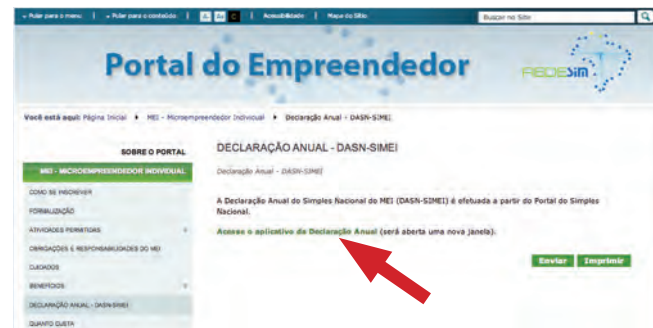 Pular para o menu | Pular para o conteúdo | A- A+ C | Acessibilidade | Mapa do Site
Buscar no Site
Portal do Empreendedor
REDESIM
Você está aqui: Página Inicial MEI - Microempreendedor Individual Declaração Anual - DASN-SIMEI
SOBRE O PORTAL
MEI - MICROEMPREENDEDOR INDIVIDUAL
COMO SE INSCREVER
FORMALIZAÇÃO
ATIVIDADES PERMITIDAS
OBRIGAÇÕES E RESPONSABILIDADES DO MEI
CUIDADOS
BENEFÍCIOS
DECLARAÇÃO ANUAL - DASN-SIMEI
QUANTO CUSTA
DECLARAÇÃO ANUAL - DASN-SIMEI
Declaração Anual - DASN-SIMEI
A Declaração Anual do Simples Nacional do MEI (DASN-SIMEI) é efetuada a partir do Portal do Simples
Nacional.
Acesse o aplicativo de Declaração Anual (será aberta uma nova janela).
Enviar Imprimir